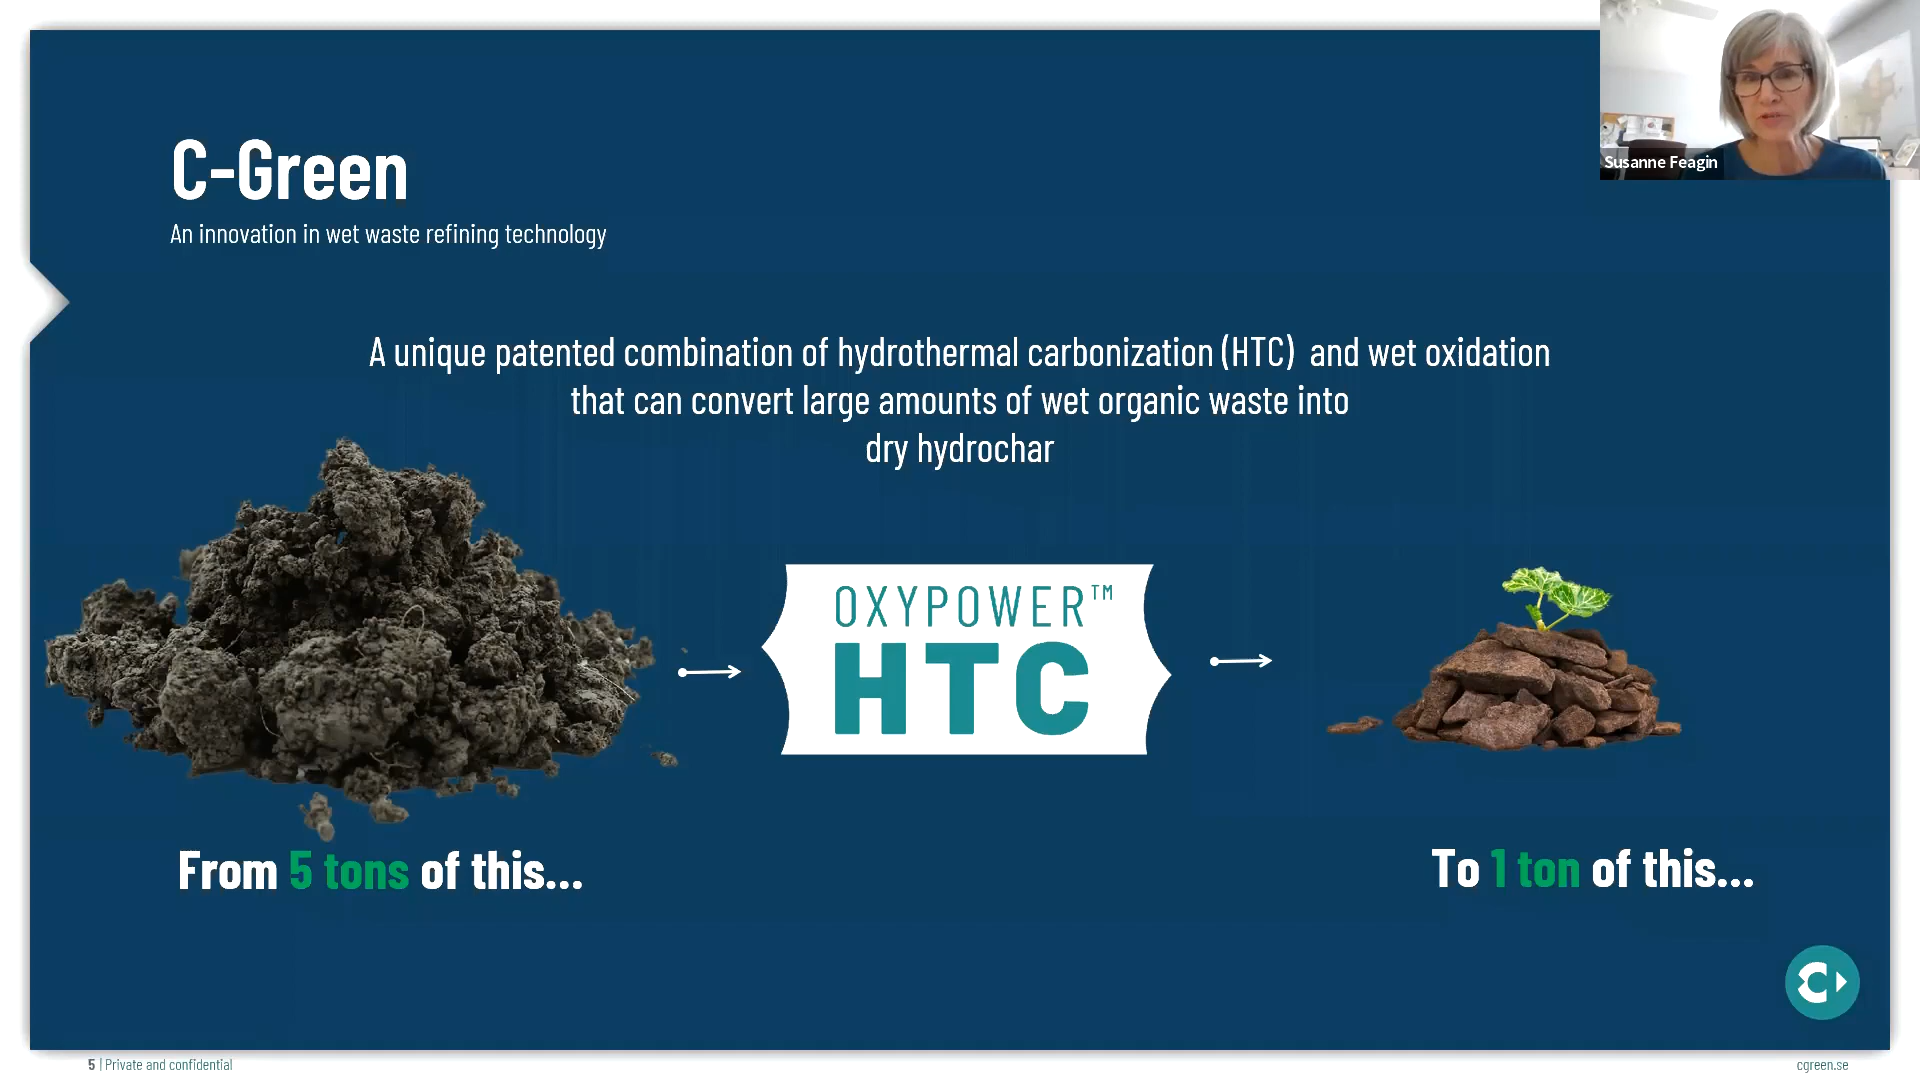 C-Green
An innovation in wet waste refining technology
Susanne Feagin
A unique patented combination of hydrothermal carbonization (HTC) and wet oxidation
that can convert large amounts of wet organic waste into
dry hydrochar
OXYPOWER™
HTC
From 5 tons of this...
To 1 ton of this...
5 | Private and confidential
cgreen.se